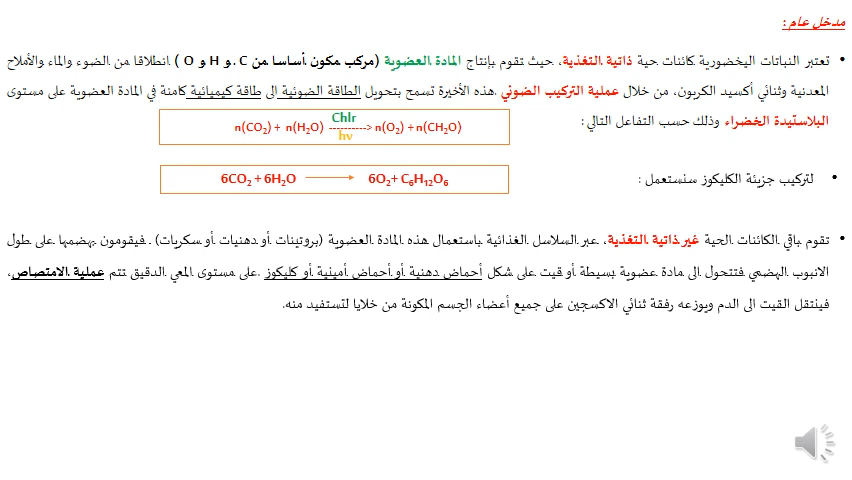 مدخل عام :
• تعتبر النباتات اليخضورية كائنات حية ذاتية التغذية، حيث تقوم بإنتاج المادة العضوية (مركب مكون أساسا من C و H و O ) انطلاقا من الضوء والماء والأملاح
المعدنية وثنائي أكسيد الكربون، من خلال عملية التركيب الضوئي .هذه الأخيرة تسمح بتحويل الطاقة الضوئية الى طاقة كيميائية كامنة في المادة العضوية على مستوى
البلاستيدة الخضراء وذلك حسب التفاعل التالي :
Chlr
n(CO₂) + n(H₂O) ----------> n(O₂) + n(CH₂O)
hv
• لتركيب جزيئة الكليكوز سنستعمل :
6CO₂ + 6H₂O ⟶ 6O₂+ C₆H₁₂O₆
• تقوم باقي الكائنات الحية غير ذاتية التغذية، عبر السلاسل الغذائية باستعمال هذه المادة العضوية (بروتينات أو دهنيات أو سكريات) . فيقومون بهضمها على طول
الانبوب الهضمي فتتحول الى مادة عضوية بسيطة أو قيت على شكل أحماض دهنية أو أحماض أمينية أو كليكوز .على مستوى المعي الدقيق تتم عملية الامتصاص،
فينتقل القيت الى الدم ويوزعه رفقة ثنائي الاكسجين على جميع أعضاء الجسم المكونة من خلايا لتستفيد منه.